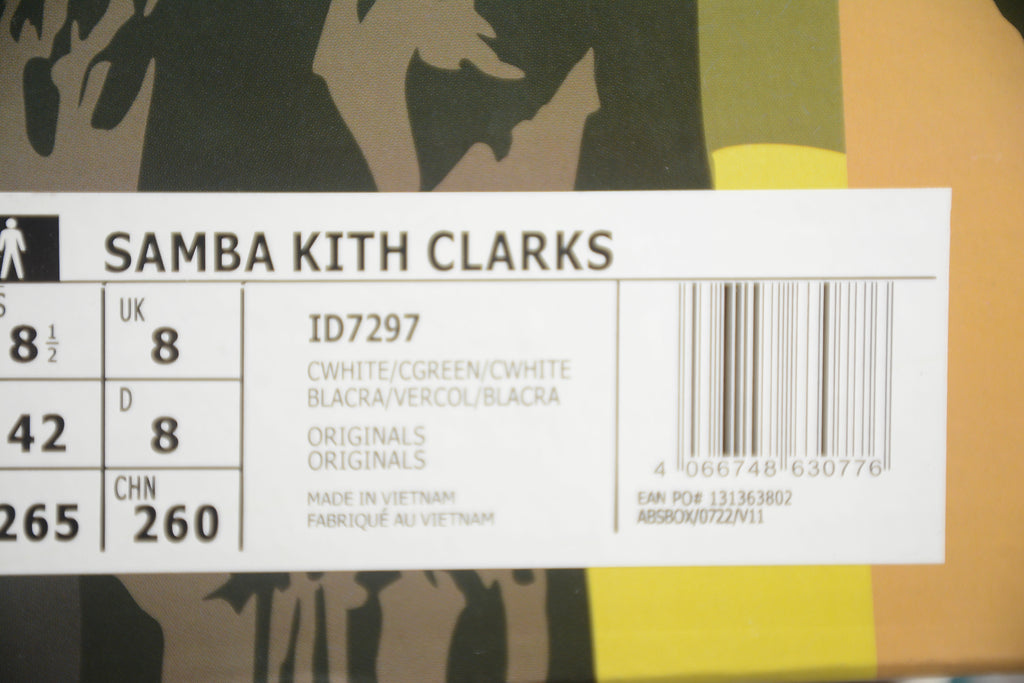 SAMBA KITH CLARKS
S
8 1/2
UK
8
42
D
8
265
CHN
260
ID7297
CWHITE/CGREEN/CWHITE
BLACRA/VERCOL/BLACRA
ORIGINALS
ORIGINALS
MADE IN VIETNAM
FABRIQUÉ AU VIETNAM
4 066748 630776
EAN PO# 131363802
ABSBOX/0722/V11